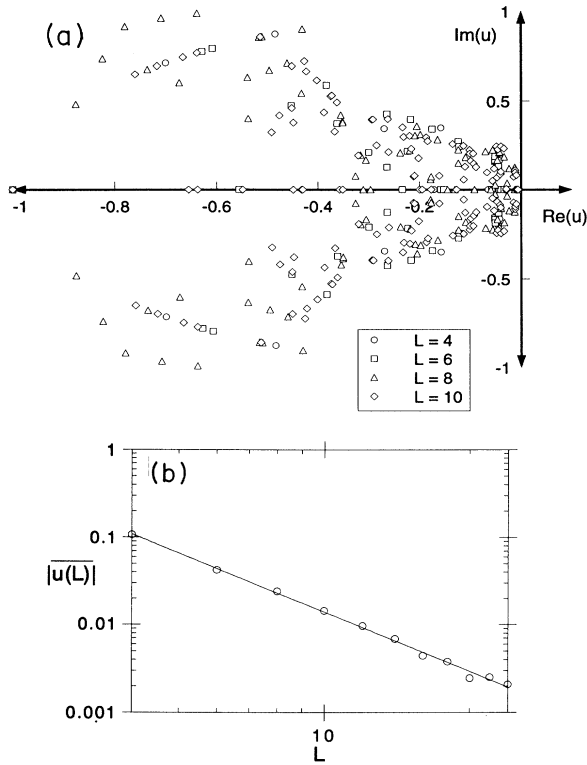 (a)
Im(u)
1
0.5
-1
-0.8
-0.6
-0.4
-0.2
0
Re(u)
-0.5
-1
L = 4
L = 6
L = 8
L = 10
(b)
1
0.1
|u(L)|
0.01
0.001
10
L